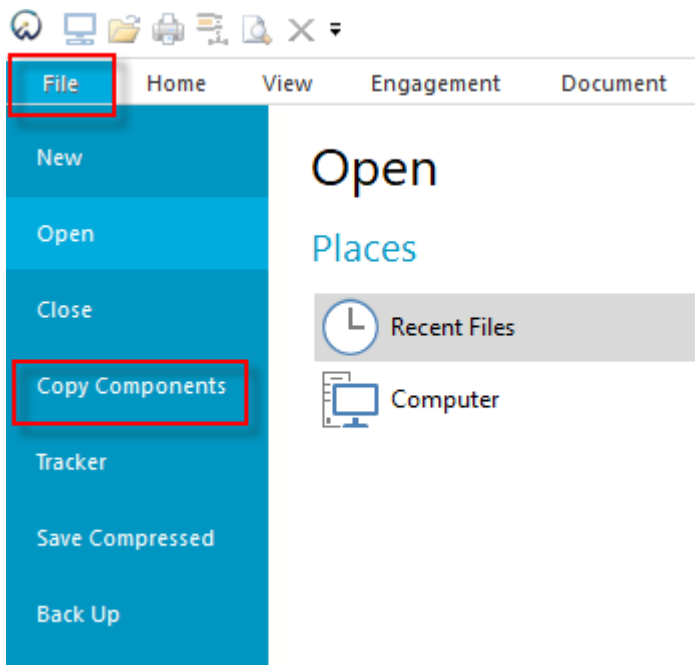 File Home View Engagement Document
New
Open
Close
Copy Components
Tracker
Save Compressed
Back Up
Open
Places
Recent Files
Computer